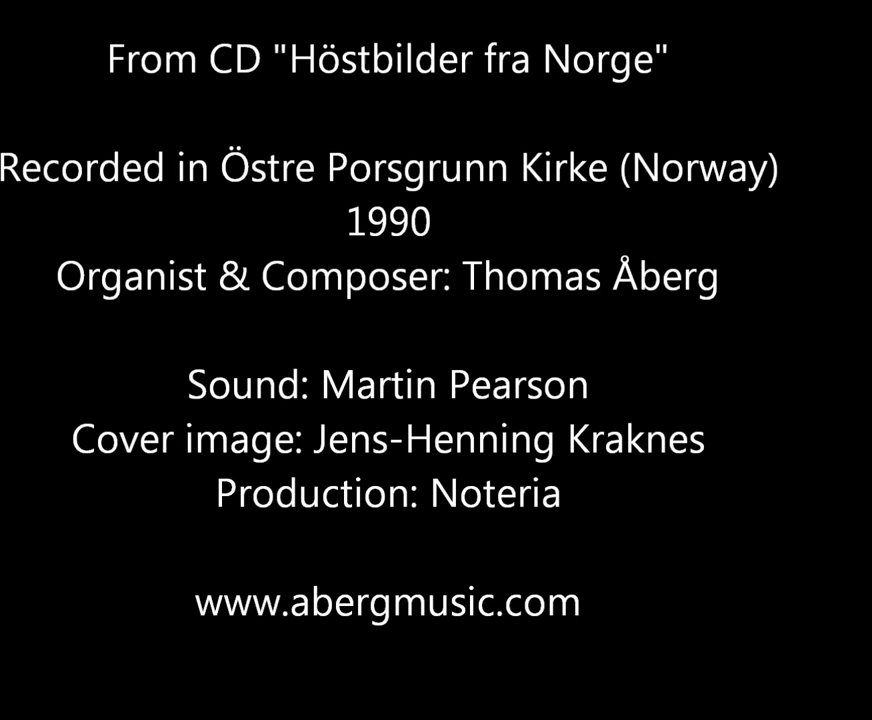 From CD "Höstbilder fra Norge"
Recorded in Östre Porsgrunn Kirke (Norway)
1990
Organist & Composer: Thomas Åberg
Sound: Martin Pearson
Cover image: Jens-Henning Kraknes
Production: Noteria
www.abergmusic.com